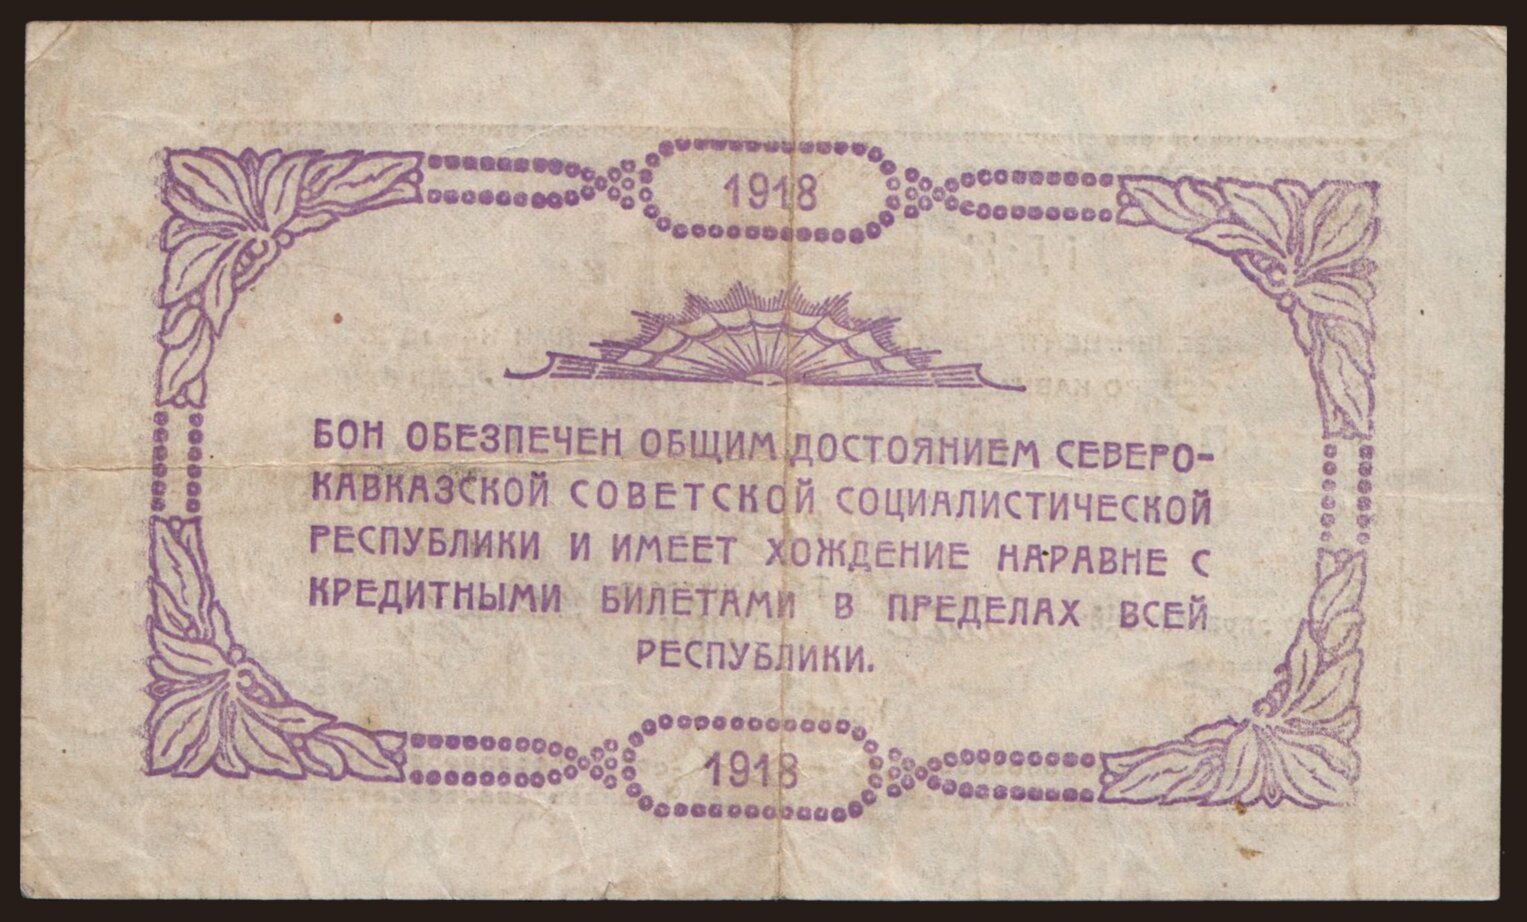 1918
БОН ОБЕЗПЕЧЕН ОБЩИМ ДОСТОЯНИЕМ СЕВЕРО-
КАВКАЗСКОЙ СОВЕТСКОЙ СОЦИАЛИСТИЧЕСКОЙ
РЕСПУБЛИКИ И ИМЕЕТ ХОЖДЕНИЕ НАРАВНЕ С
КРЕДИТНЫМИ БИЛЕТАМИ В ПРЕДЕЛАХ ВСЕЙ
РЕСПУБЛИКИ.
1918